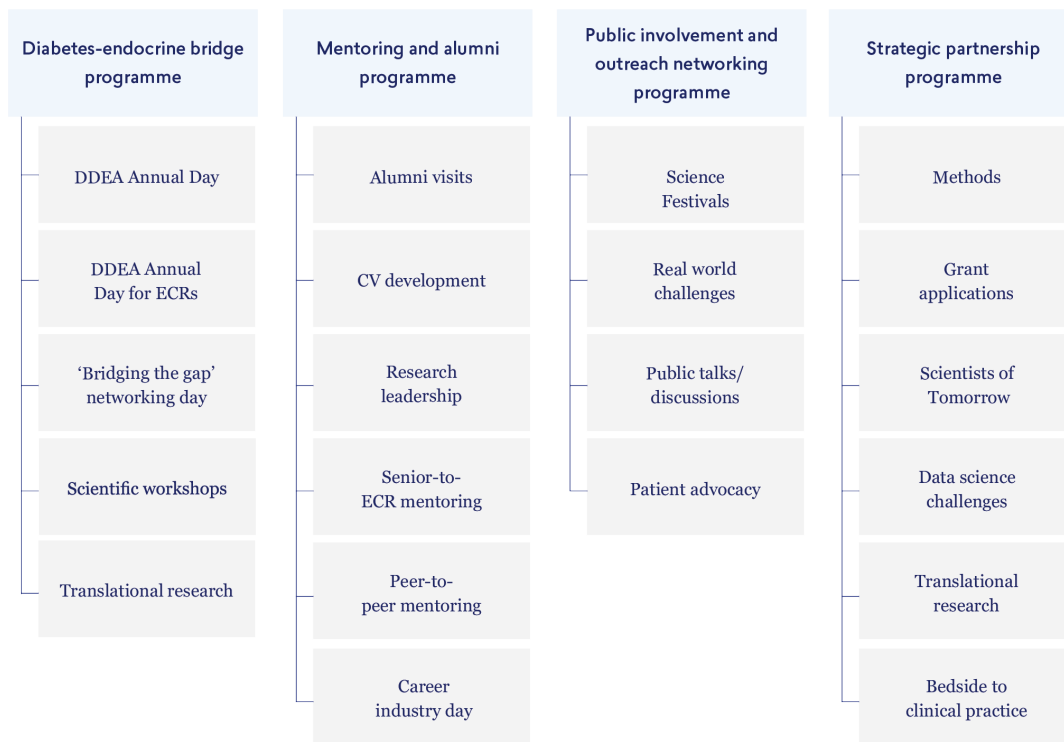 Diabetes-endocrine bridge
programme
DDEA Annual Day
DDEA Annual
Day for ECRs
‘Bridging the gap’
networking day
Scientific workshops
Translational research
Mentoring and alumni
programme
Alumni visits
CV development
Research
leadership
Senior-to-
ECR mentoring
Peer-to-
peer mentoring
Career
industry day
Public involvement and
outreach networking
programme
Science
Festivals
Real world
challenges
Public talks/
discussions
Patient advocacy
Strategic partnership
programme
Methods
Grant
applications
Scientists of
Tomorrow
Data science
challenges
Translational
research
Bedside to
clinical practice